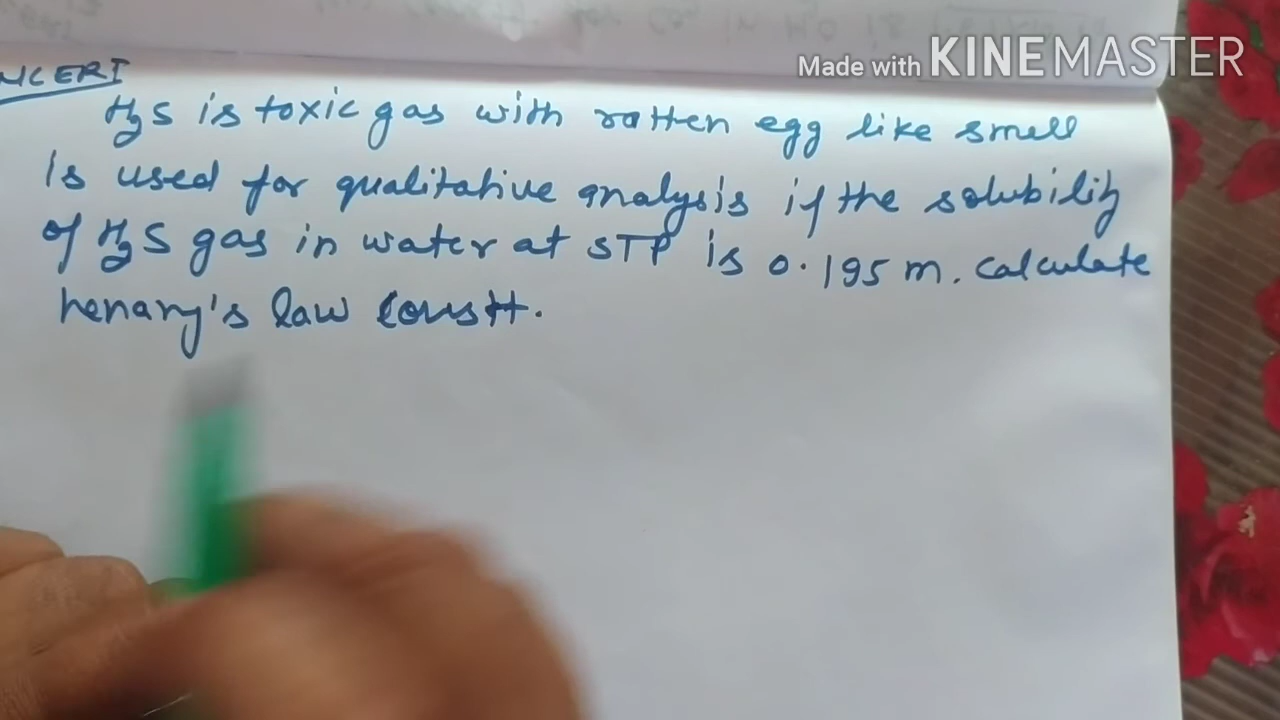 Made with KINEMASTER
NCERT
H2S is toxic gas with rotten egg like smell
is used for qualitative analysis if the solubility
of H2S gas in water at STP is 0.195 m. Calculate
henary's law constt.